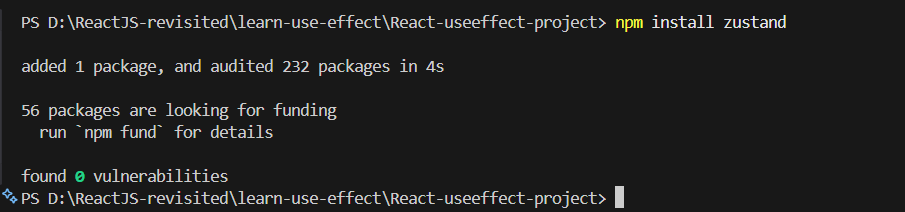 PS D:\ReactJS-revisited\learn-use-effect\React-useeffect-project> npm install zustand
added 1 package, and audited 232 packages in 4s
56 packages are looking for funding
run `npm fund` for details
found 0 vulnerabilities
PS D:\ReactJS-revisited\learn-use-effect\React-useeffect-project>